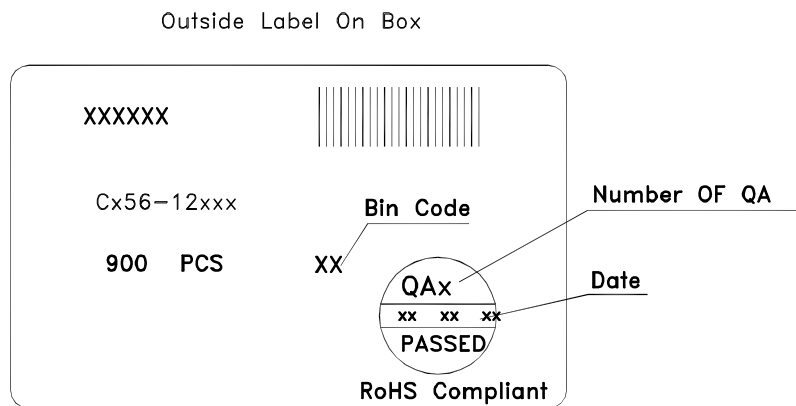 Outside Label On Box
XXXXXX
Cx56-12xxx
Bin Code
Number OF QA
900 PCS
XX
QAx
Date
xx xx xx
PASSED
RoHS Compliant